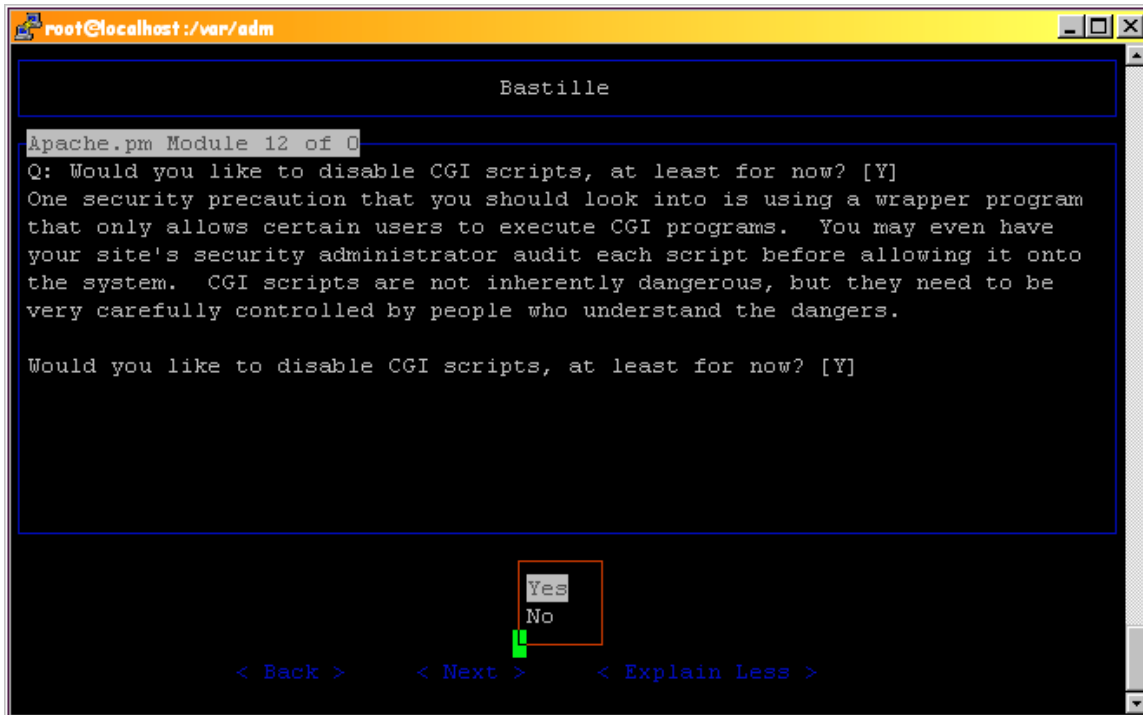 root@localhost:/var/adm
Bastille
Apache.pm Module 12 of 0
Q: Would you like to disable CGI scripts, at least for now? [Y]
One security precaution that you should look into is using a wrapper program
that only allows certain users to execute CGI programs.  You may even have
your site's security administrator audit each script before allowing it onto
the system.  CGI scripts are not inherently dangerous, but they need to be
very carefully controlled by people who understand the dangers.
Would you like to disable CGI scripts, at least for now? [Y]
Yes
No
< Back > < Next > < Explain Less >